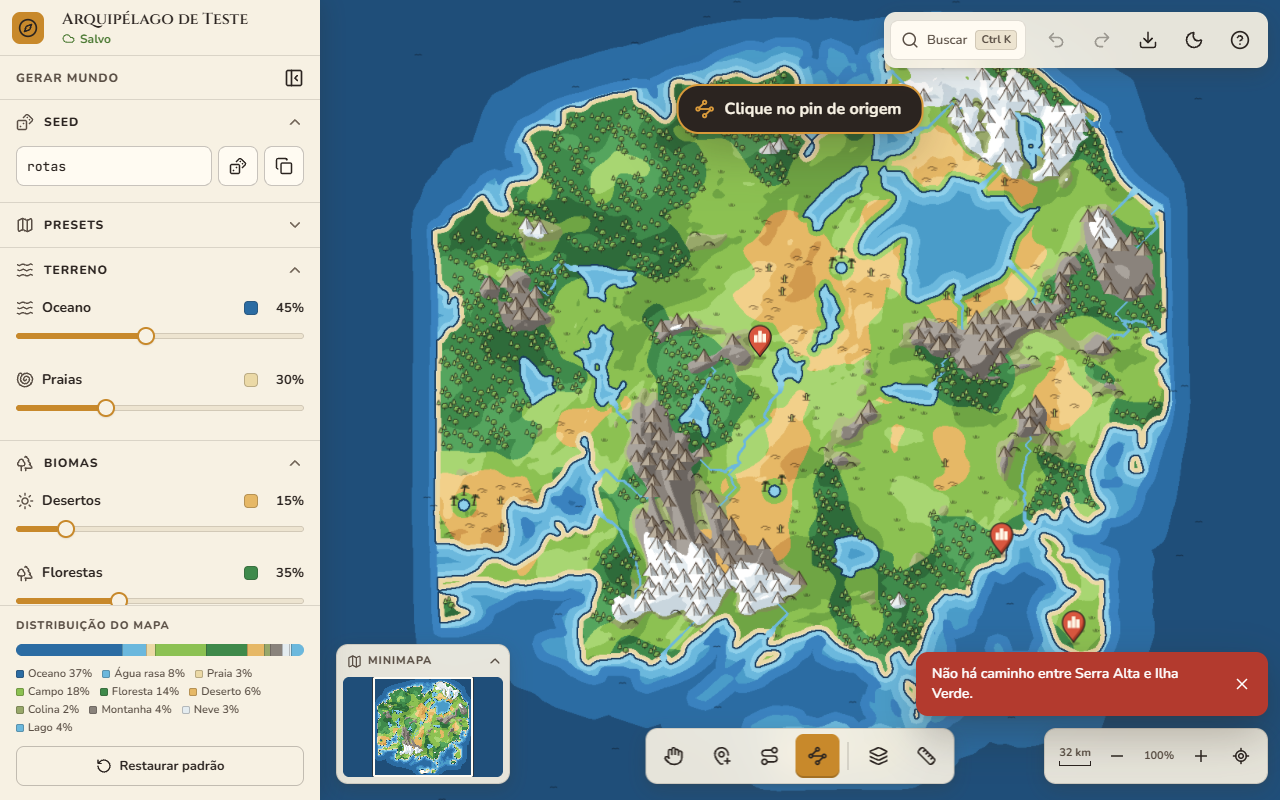 Arquipélago de Teste
Salvo
GERAR MUNDO
SEED
rotas
PRESETS
TERRENO
Oceano 45%
Praias 30%
BIOMAS
Desertos 15%
Florestas 35%
DISTRIBUIÇÃO DO MAPA
Oceano 37% Água rasa 8% Praia 3%
Campo 18% Floresta 14% Deserto 6%
Colina 2% Montanha 4% Neve 3%
Lago 4%
Restaurar padrão
Buscar Ctrl K
Clique no pin de origem
MINIMAPA
Não há caminho entre Serra Alta e Ilha
Verde.
32 km
100%